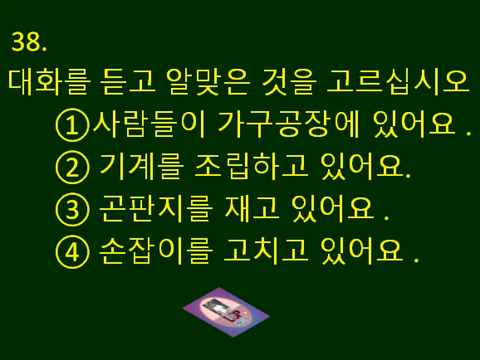 38.
대화를 듣고 알맞은 것을 고르십시오
①사람들이 가구공장에 있어요 .
② 기계를 조립하고 있어요.
③ 곤판지를 재고 있어요 .
④ 손잡이를 고치고 있어요 .